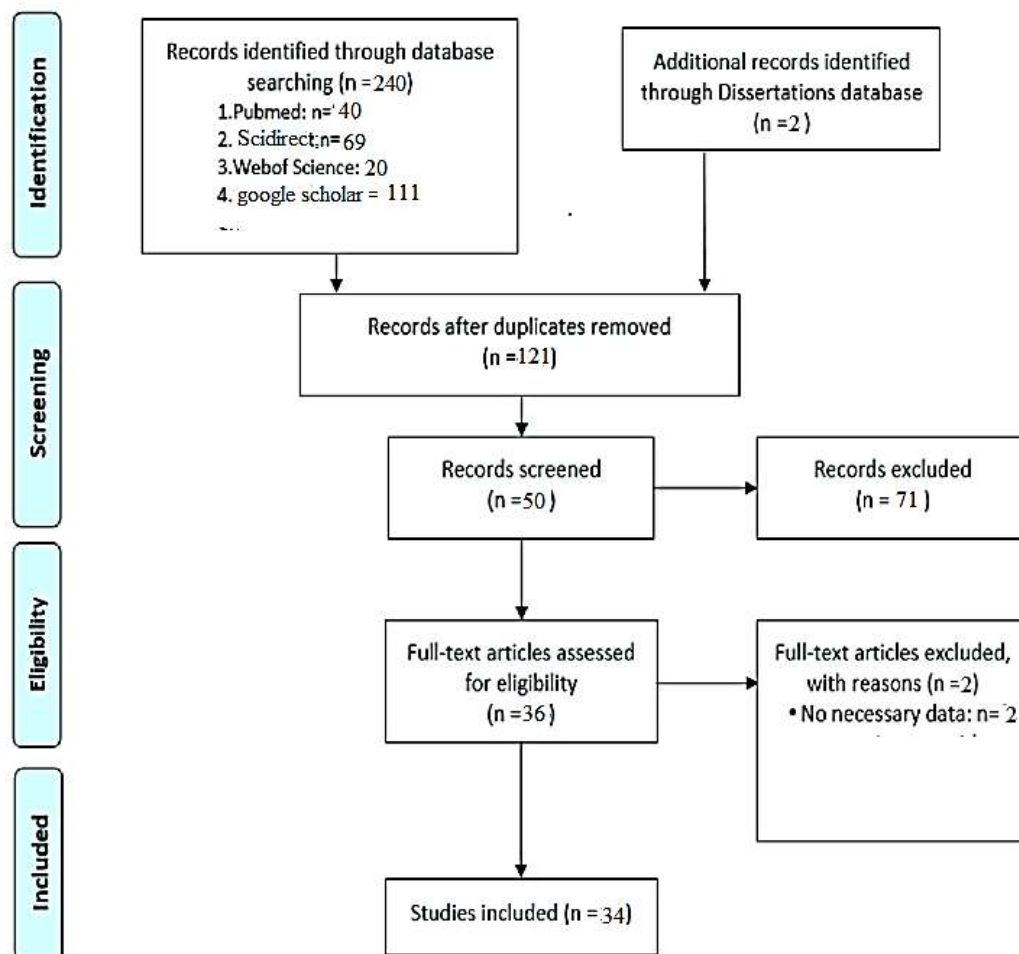 Identification
Records identified through database
searching (n =240)
1.Pubmed: n= 40
2. Scidirect:n= 69
3.Webof Science: 20
4. google scholar = 111
Additional records identified
through Dissertations database
(n =2 )
Screening
Records after duplicates removed
(n =121)
Records screened
(n =50 )
Records excluded
(n = 71 )
Eligibility
Full-text articles assessed
for eligibility
(n =36 )
Full-text articles excluded,
with reasons (n =2)
• No necessary data: n= 2
Included
Studies included (n = 34)